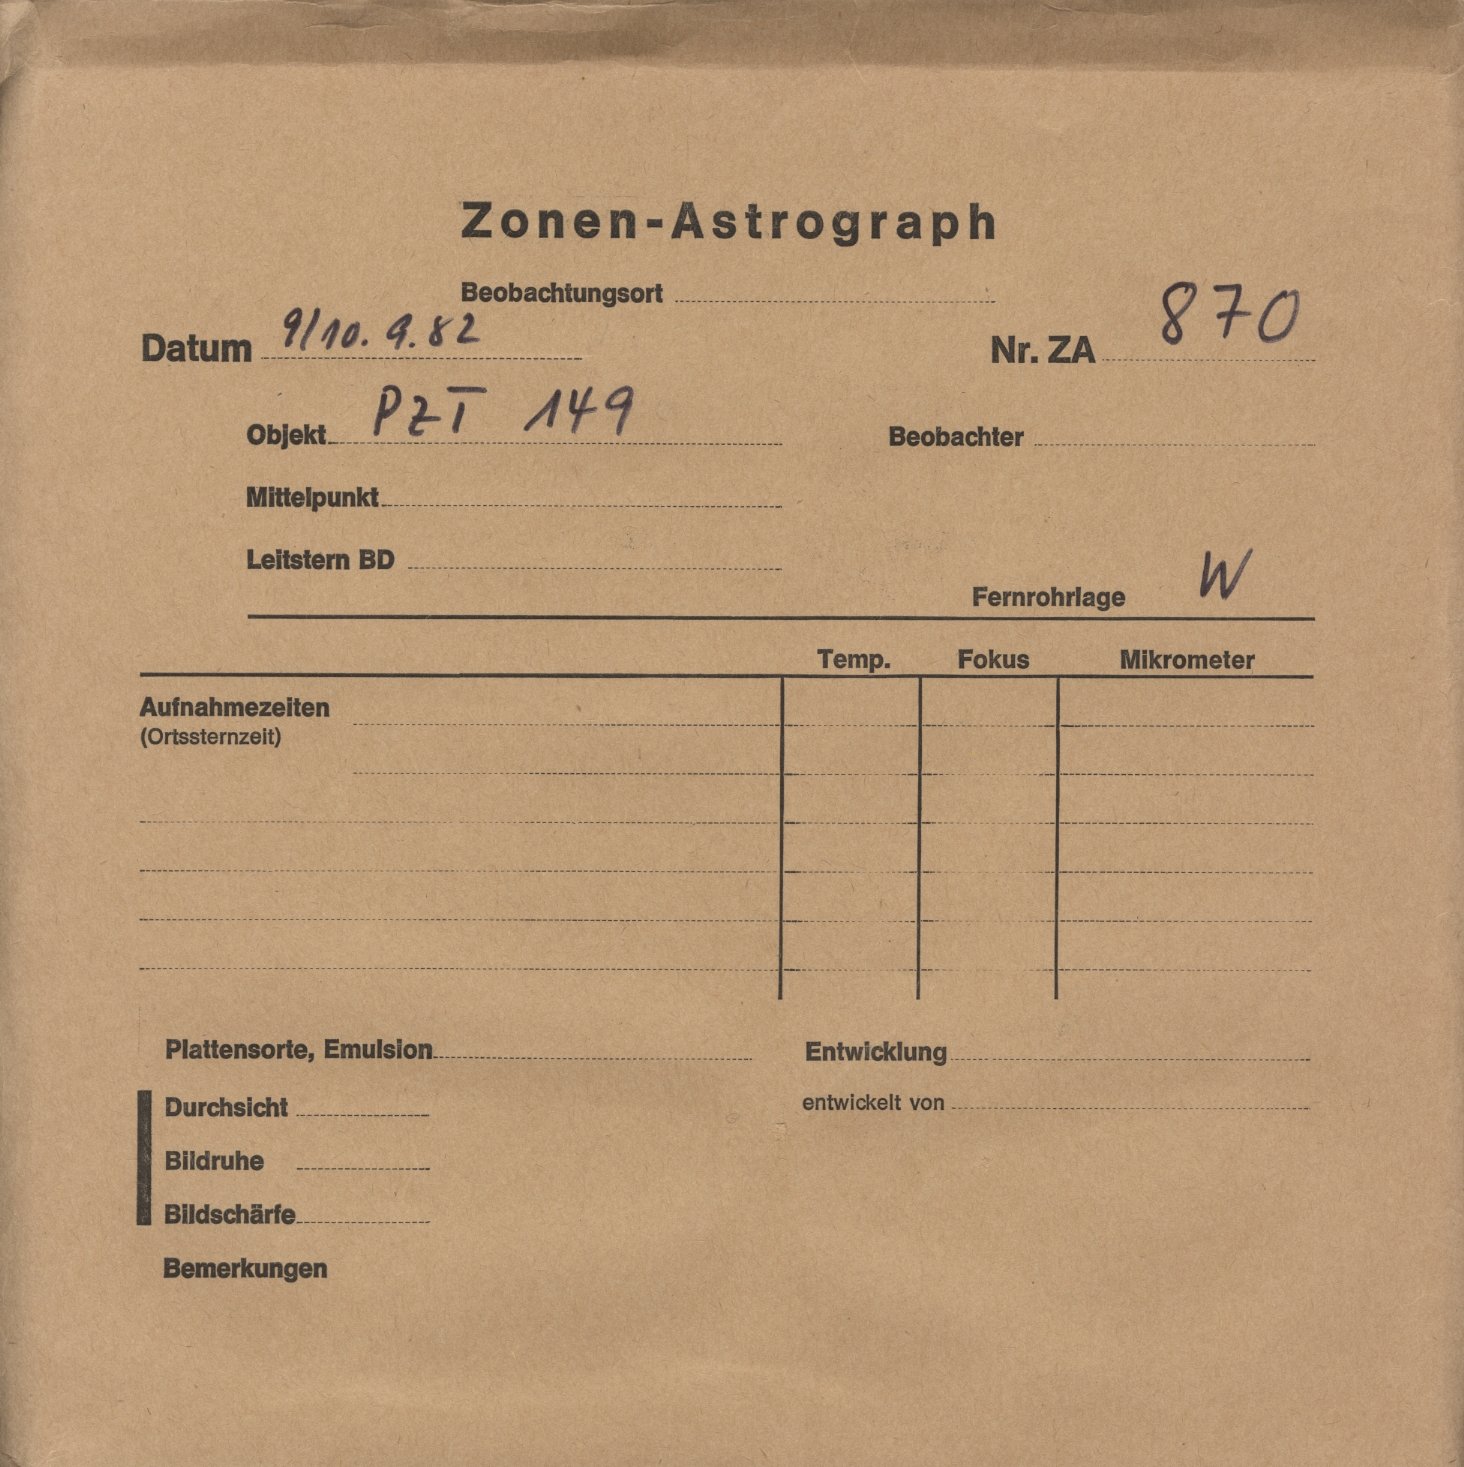 Zonen-Astrograph
Beobachtungsort
Datum 9/10. 9. 82
Nr. ZA 870
Objekt PZT 149
Beobachter
Mittelpunkt
Leitstern BD
Fernrohrlage W
Temp. Fokus Mikrometer
Aufnahmezeiten
(Ortssternzeit)
Plattensorte, Emulsion
Entwicklung
Durchsicht
entwickelt von
Bildruhe
Bildschärfe
Bemerkungen